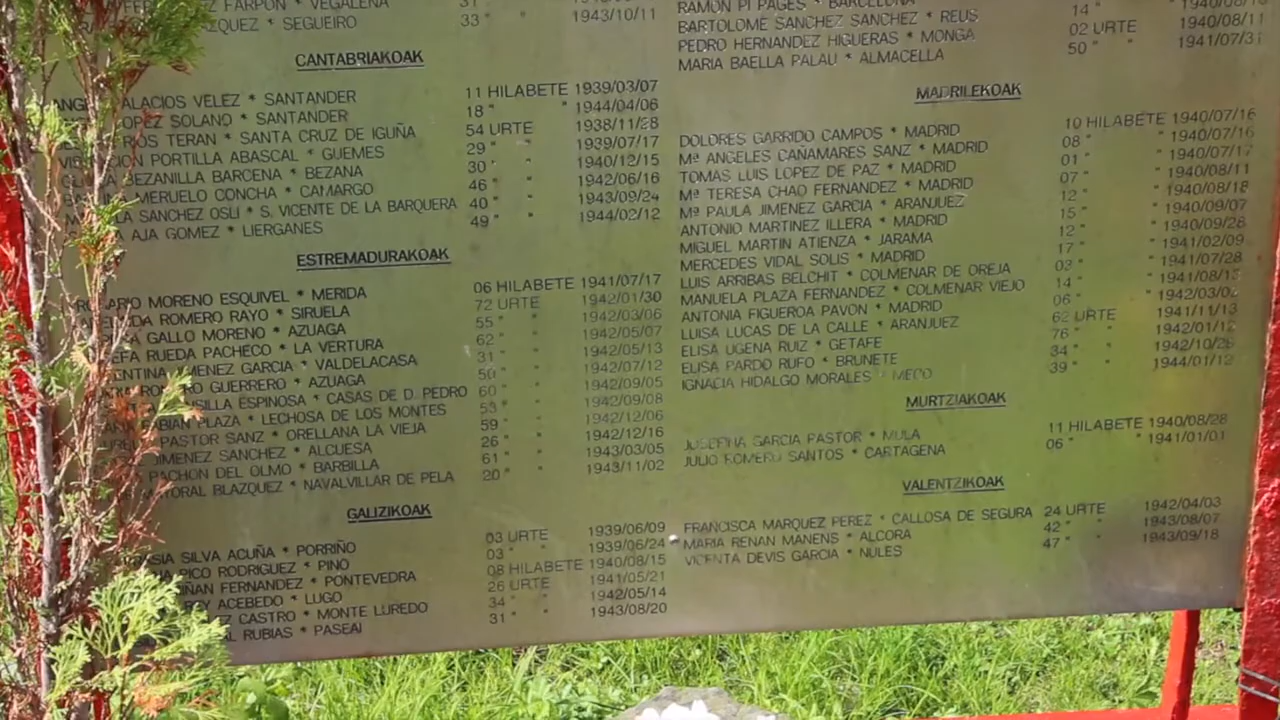 FARPON * VEGALENA 31 "
VAZQUEZ * SEGUEIRO 33 " " 1943/10/11
CANTABRIAKOAK
PALACIOS VELEZ * SANTANDER 11 HILABETE 1939/03/07
LOPEZ SOLANO * SANTANDER 18 " " 1944/04/06
RIOS TERAN * SANTA CRUZ DE IGUÑA 54 URTE 1938/11/28
PORTILLA ABASCAL * GUEMES 29 " " 1939/07/17
BEZANILLA BARCENA * BEZANA 30 " " 1940/12/15
MERUELO CONCHA * CAMARGO 46 " " 1942/06/16
SANCHEZ OSLI * S. VICENTE DE LA BARQUERA 40 " " 1943/09/24
AJA GOMEZ * LIERGANES 49 " " 1944/02/12
ESTREMADURAKOAK
ROSARIO MORENO ESQUIVEL * MERIDA 06 HILABETE 1941/07/17
ROMERO RAYO * SIRUELA 72 URTE 1942/01/30
GALLO MORENO * AZUAGA 55 " " 1942/03/06
RUEDA PACHECO * LA VERTURA 62 " " 1942/05/07
JIMENEZ GARCIA * VALDELACASA 31 " " 1942/05/13
GUERRERO * AZUAGA 50 " " 1942/07/12
ESPINOSA * CASAS DE D. PEDRO 60 " " 1942/09/05
FABIAN PLAZA * LECHOSA DE LOS MONTES 53 " " 1942/09/08
PASTOR SANZ * ORELLANA LA VIEJA 59 " " 1942/12/06
JIMENEZ SANCHEZ * ALCUESA 26 " " 1942/12/16
PACHON DEL OLMO * BARBILLA 61 " " 1943/03/05
MAYORAL BLAZQUEZ * NAVALVILLAR DE PELA 20 " " 1943/11/02
GALIZIKOAK
SILVA ACUÑA * PORRIÑO 03 URTE 1939/06/09
PICO RODRIGUEZ * PINO 03 " " 1939/06/24
FERNANDEZ * PONTEVEDRA 08 HILABETE 1940/08/15
ACEBEDO * LUGO 26 URTE 1941/05/21
CASTRO * MONTE LUREDO 34 " " 1942/05/14
RUBIAS * PASEAI 31 " " 1943/08/20
RAMON PI PAGES * BARCELONA
BARTOLOME SANCHEZ SANCHEZ * REUS 14 " " 1940/08/10
PEDRO HERNANDEZ HIGUERAS * MONGA 02 URTE 1940/08/11
MARIA BAELLA PALAU * ALMACELLA 50 " " 1941/07/31
MADRILEKOAK
DOLORES GARRIDO CAMPOS * MADRID 10 HILABETE 1940/07/16
Mª ANGELES CAÑAMARES SANZ * MADRID 08 " " 1940/07/16
TOMAS LUIS LOPEZ DE PAZ * MADRID 01 " " 1940/07/17
Mª TERESA CHAO FERNANDEZ * MADRID 07 " " 1940/08/11
Mª PAULA JIMENEZ GARCIA * ARANJUEZ 12 " " 1940/08/18
ANTONIO MARTINEZ ILLERA * MADRID 15 " " 1940/09/07
MIGUEL MARTIN ATIENZA * JARAMA 12 " " 1940/09/28
MERCEDES VIDAL SOLIS * MADRID 17 " " 1941/02/09
LUIS ARRIBAS BELCHIT * COLMENAR DE OREJA 03 " " 1941/07/28
MANUELA PLAZA FERNANDEZ * COLMENAR VIEJO 14 " " 1941/08/13
ANTONIA FIGUEROA PAVON * MADRID 06 " " 1942/03/02
LUISA LUCAS DE LA CALLE * ARANJUEZ 62 URTE 1941/11/13
ELISA UGENA RUIZ * GETAFE 76 " " 1942/01/12
ELISA PARDO RUFO * BRUNETE 34 " " 1942/10/28
IGNACIA HIDALGO MORALES * MECO 39 " " 1944/01/12
MURTZIAKOAK
JOSEFINA GARCIA PASTOR * MULA 11 HILABETE 1940/08/28
JULIO ROMERO SANTOS * CARTAGENA 06 " " 1941/01/01
VALENTZIKOAK
FRANCISCA MARQUEZ PEREZ * CALLOSA DE SEGURA 24 URTE 1942/04/03
MARIA RENAN MANENS * ALCORA 42 " " 1943/08/07
VICENTA DEVIS GARCIA * NULES 47 " " 1943/09/18